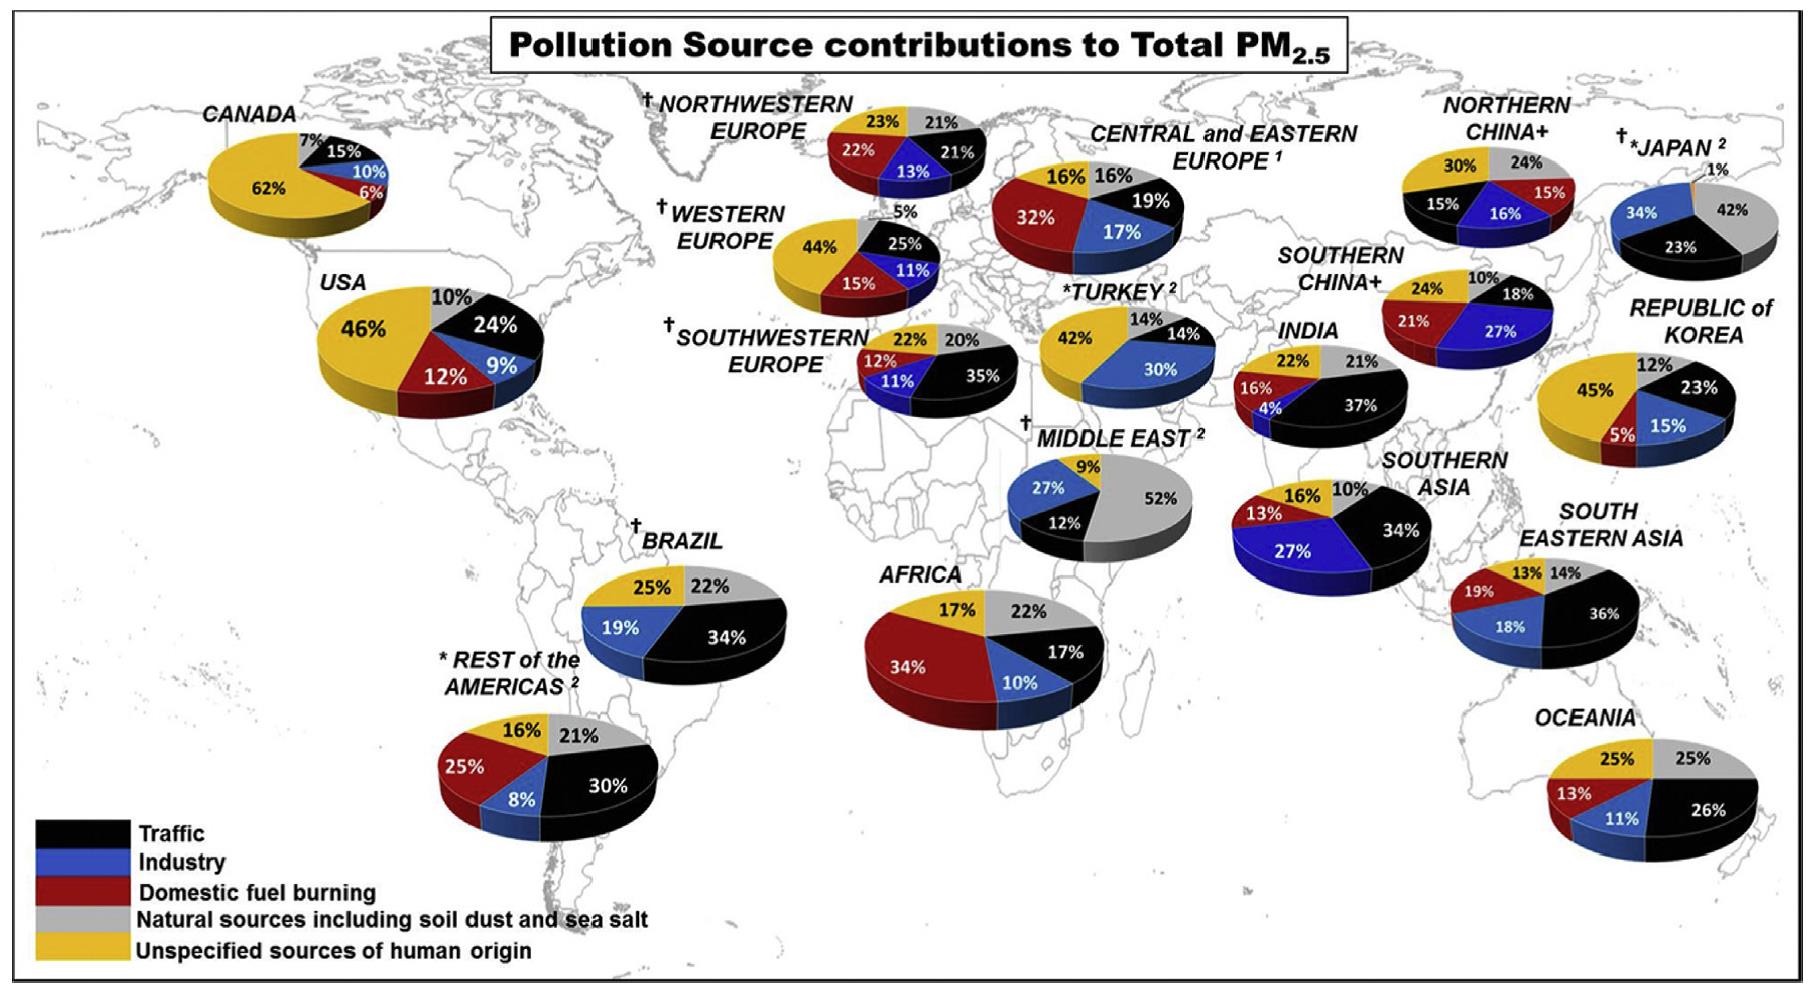 Pollution Source contributions to Total PM2.5
CANADA
7%
15%
10%
6%
62%
USA
10%
24%
9%
12%
46%
† NORTHWESTERN
EUROPE
23%
21%
22%
21%
13%
† WESTERN
EUROPE
5%
44%
25%
11%
15%
† SOUTHWESTERN
EUROPE
22%
20%
12%
11%
35%
CENTRAL and EASTERN
EUROPE 1
16%
16%
19%
32%
17%
*TURKEY 2
14%
14%
42%
30%
† MIDDLE EAST 2
9%
27%
52%
12%
NORTHERN
CHINA+
30%
24%
15%
15%
16%
† *JAPAN 2
1%
34%
42%
23%
SOUTHERN
CHINA+
10%
24%
18%
21%
27%
REPUBLIC of
KOREA
12%
45%
23%
5%
15%
INDIA
22%
21%
16%
4%
37%
SOUTHERN
ASIA
16%
10%
13%
34%
27%
SOUTH
EASTERN ASIA
13%
14%
19%
36%
18%
† BRAZIL
25%
22%
19%
34%
AFRICA
17%
22%
34%
17%
10%
* REST of the
AMERICAS 2
16%
21%
25%
8%
30%
OCEANIA
25%
25%
13%
11%
26%
Traffic
Industry
Domestic fuel burning
Natural sources including soil dust and sea salt
Unspecified sources of human origin